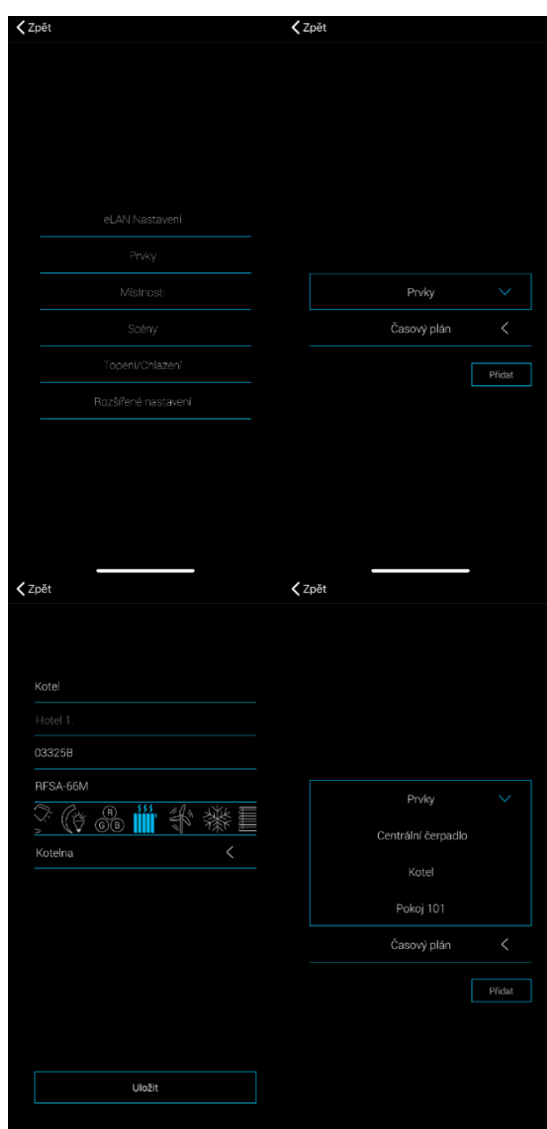 Zpět
eLAN Nastavení
Prvky
Místnosti
Scény
Topení/Chlazení
Rozšířené nastavení
Zpět
Prvky
Časový plán
Přidat
Zpět
Kotel
Hotel 1.
03325B
RFSA-66M
R
G B
Kotelna
Uložit
Zpět
Prvky
Centrální čerpadlo
Kotel
Pokoj 101
Časový plán
Přidat